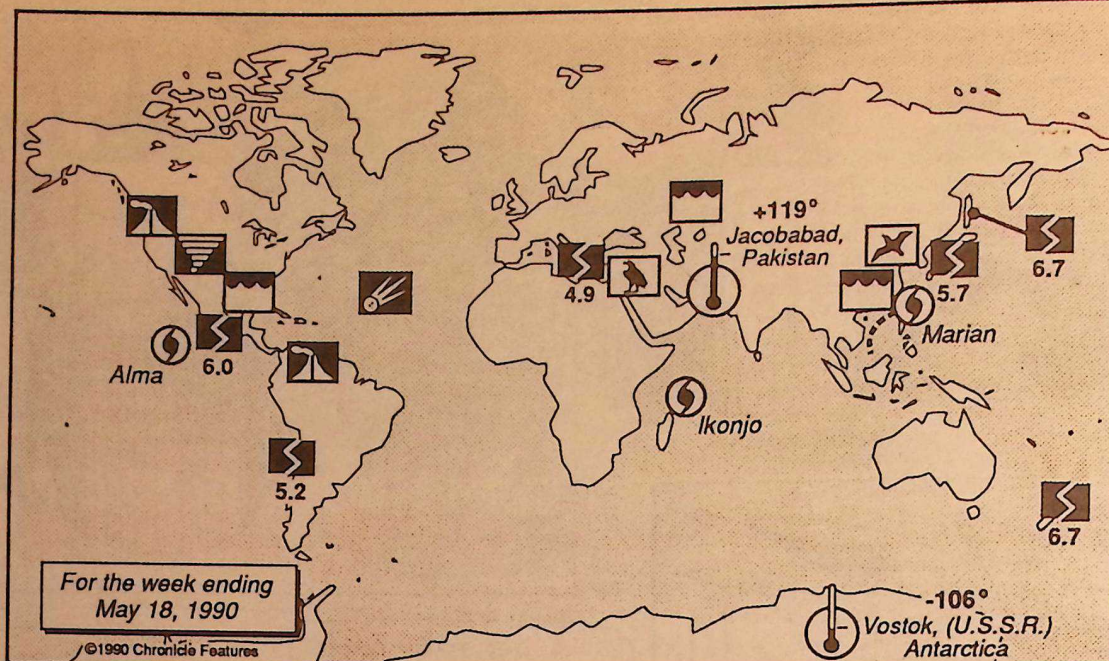 +119°
Jacobabad,
Pakistan
6.7
4.9
5.7
Marian
Alma
6.0
Ikonjo
5.2
6.7
For the week ending
May 18, 1990
©1990 Chronicle Features
-106°
Vostok, (U.S.S.R.)
Antarctica